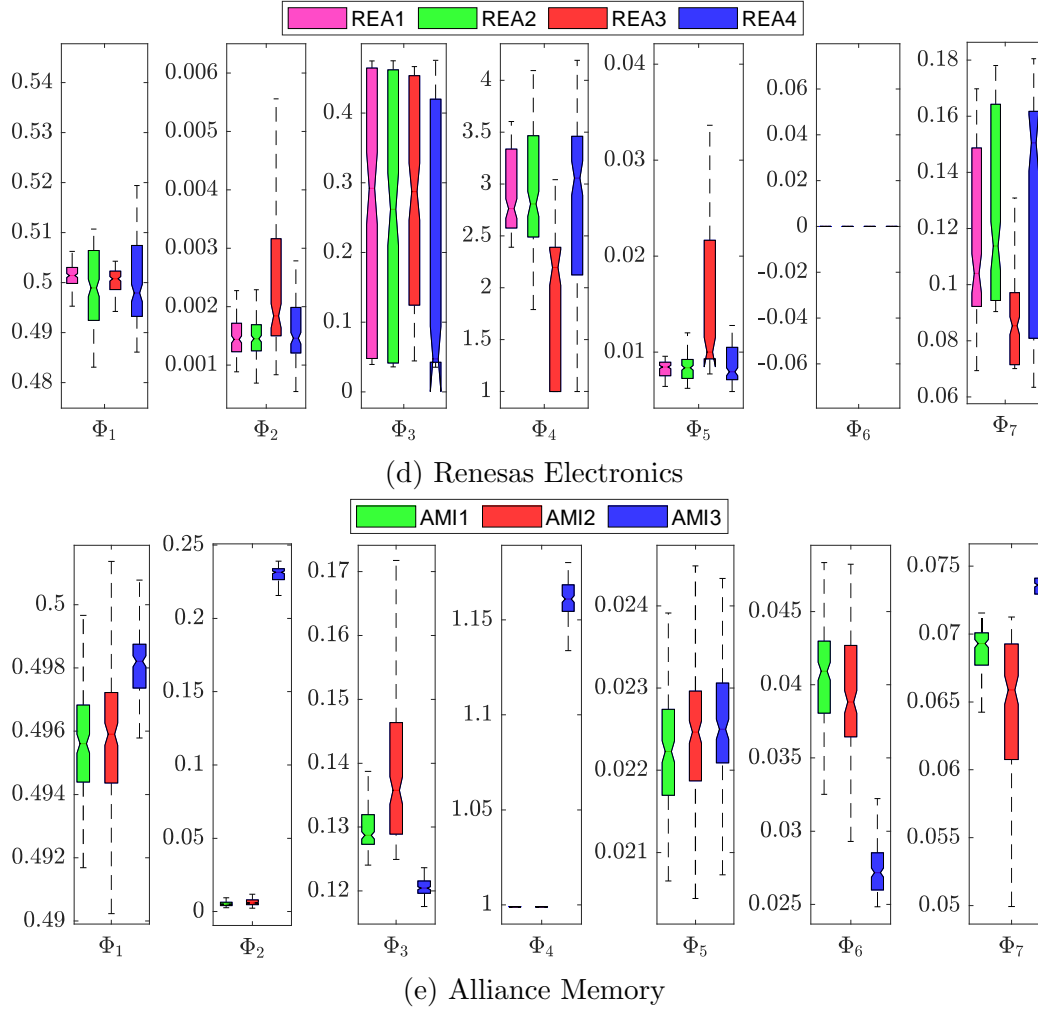 REA1 REA2 REA3 REA4
0.54 0.53 0.52 0.51 0.5 0.49 0.48
0.006 0.005 0.004 0.003 0.002 0.001
0.4 0.3 0.2 0.1 0
4 3.5 3 2.5 2 1.5 1
0.04 0.03 0.02 0.01
0.06 0.04 0.02 0 -0.02 -0.04 -0.06
0.18 0.16 0.14 0.12 0.1 0.08 0.06
Φ1 Φ2 Φ3 Φ4 Φ5 Φ6 Φ7
(d) Renesas Electronics
AMI1 AMI2 AMI3
0.5 0.498 0.496 0.494 0.492 0.49
0.25 0.2 0.15 0.1 0.05 0
0.17 0.16 0.15 0.14 0.13 0.12
1.15 1.1 1.05 1
0.024 0.023 0.022 0.021
0.045 0.04 0.035 0.03 0.025
0.075 0.07 0.065 0.06 0.055 0.05
Φ1 Φ2 Φ3 Φ4 Φ5 Φ6 Φ7
(e) Alliance Memory